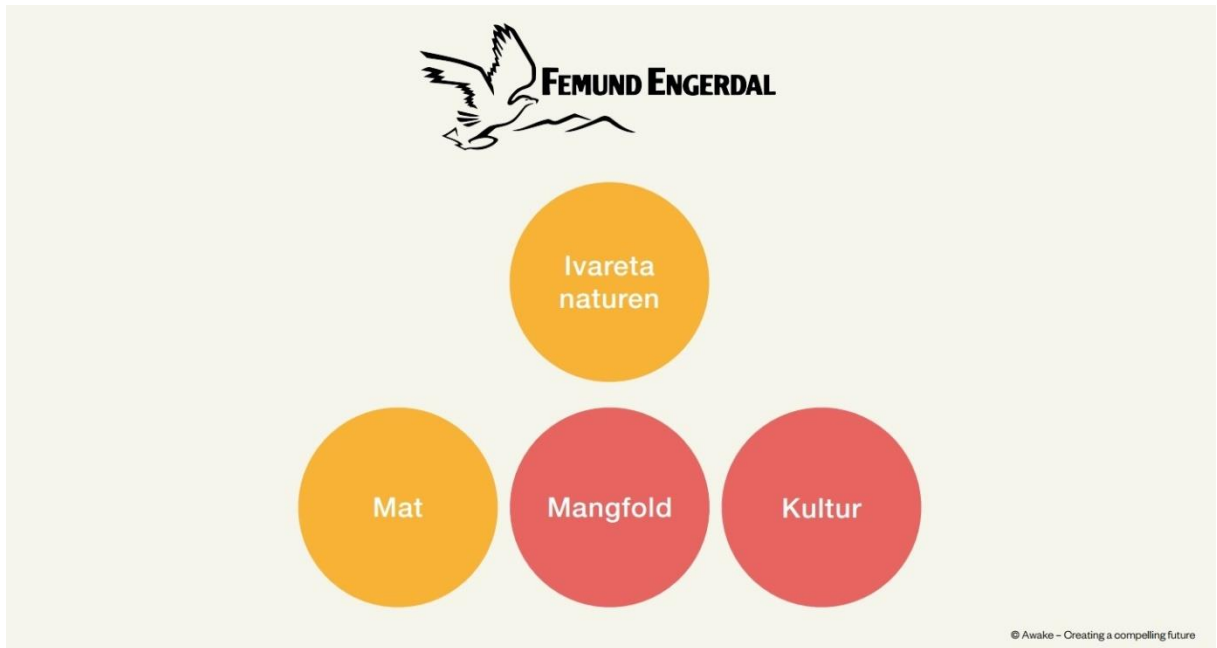 FEMUND ENGERDAL
Ivareta
naturen
Mat
Mangfold
Kultur
© Awake – Creating a compelling future